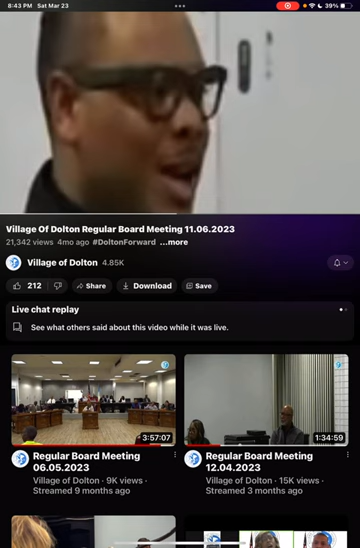 8:43 PM Sat Mar 23
39%
Village Of Dolton Regular Board Meeting 11.06.2023
21,342 views 4mo ago #DoltonForward ...more
Village of Dolton 4.85K
212 Share Download Save
Live chat replay
See what others said about this video while it was live.
3:57:07
1:34:59
Regular Board Meeting
06.05.2023
Village of Dolton · 9K views ·
Streamed 9 months ago
Regular Board Meeting
12.04.2023
Village of Dolton · 15K views ·
Streamed 3 months ago